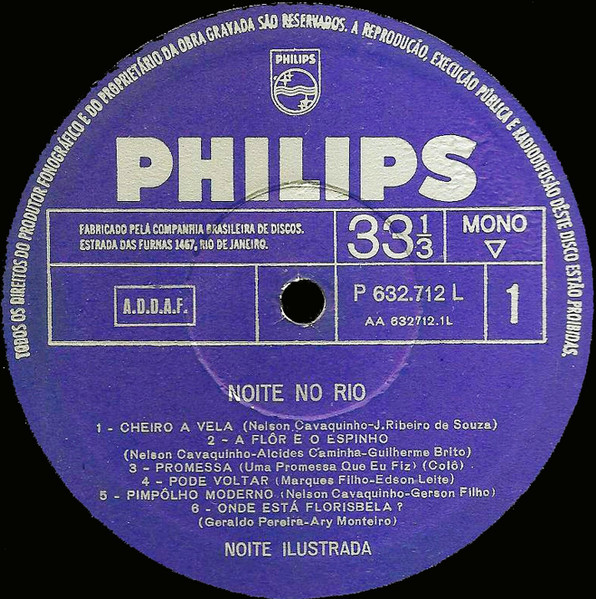 TODOS OS DIREITOS DO PRODUTOR FONOGRÁFICO E DO PROPRIETÁRIO DA OBRA GRAVADA SÃO RESERVADOS. A REPRODUÇÃO, EXECUÇÃO PÚBLICA E RADIODIFUSÃO DÊSTE DISCO ESTÃO PROIBIDAS.
PHILIPS
PHILIPS
FABRICADO PELA COMPANHIA BRASILEIRA DE DISCOS.
ESTRADA DAS FURNAS 1467, RIO DE JANEIRO.
33 1/3
MONO
A.D.D.A.F.
P 632.712 L
AA 632712.1L
1
NOITE NO RIO
1 - CHEIRO A VELA (Nelson Cavaquinho-J.Ribeiro de Souza)
2 - A FLÔR E O ESPINHO
(Nelson Cavaquinho-Alcides Caminha-Guilherme Brito)
3 - PROMESSA (Uma Promessa Que Eu Fiz) (Colô)
4 - PODE VOLTAR (Marques Filho-Edson Leite)
5 - PIMPÔLHO MODERNO (Nelson Cavaquinho-Gerson Filho)
6 - ONDE ESTÁ FLORISBELA ?
(Geraldo Pereira-Ary Monteiro)
NOITE ILUSTRADA